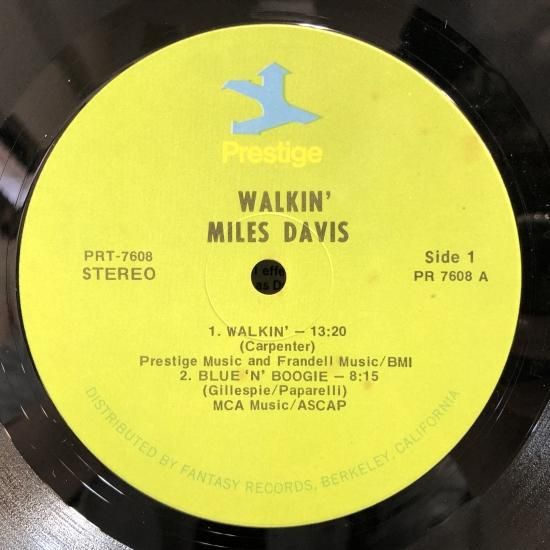 Prestige
WALKIN'
MILES DAVIS
PRT-7608
STEREO
Side 1
PR 7608 A
1. WALKIN' – 13:20
(Carpenter)
Prestige Music and Frandell Music/BMI
2. BLUE 'N' BOOGIE – 8:15
(Gillespie/Paparelli)
MCA Music/ASCAP
DISTRIBUTED BY FANTASY RECORDS, BERKELEY, CALIFORNIA